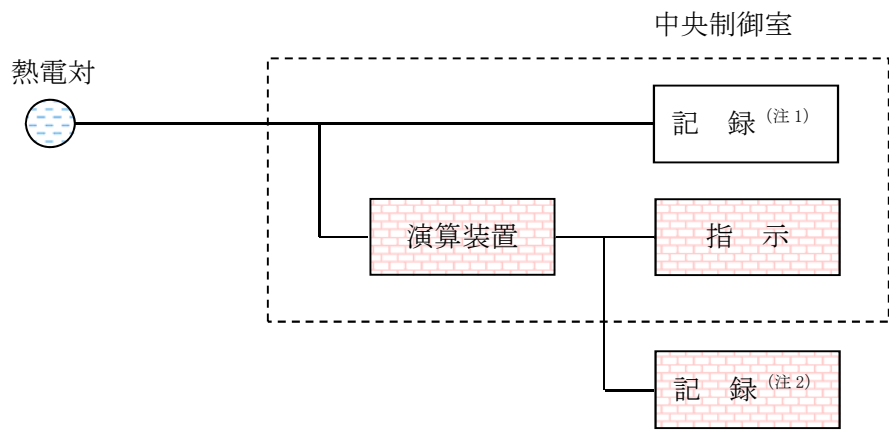 中央制御室
熱電対
記 録(注1)
演算装置
指 示
記 録(注2)